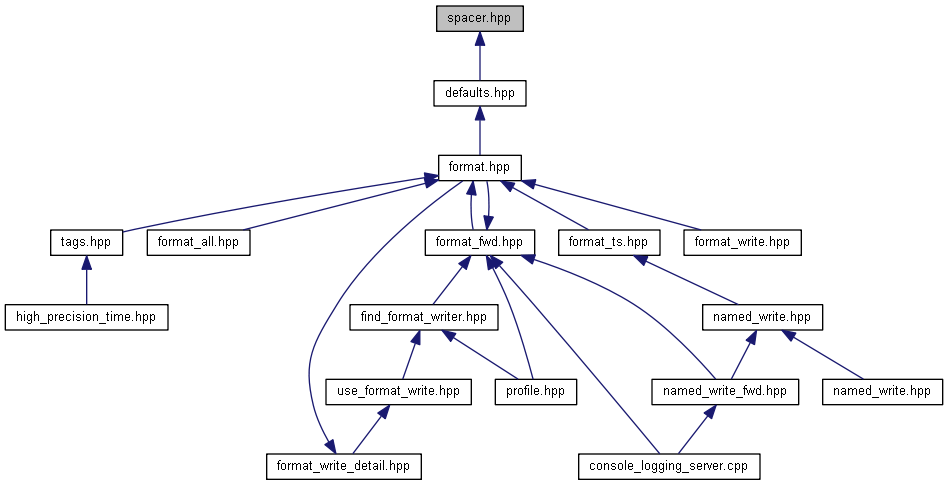 spacer.hpp
defaults.hpp
format.hpp
tags.hpp
format_all.hpp
format_fwd.hpp
format_ts.hpp
format_write.hpp
high_precision_time.hpp
find_format_writer.hpp
named_write.hpp
use_format_write.hpp
profile.hpp
named_write_fwd.hpp
named_write.hpp
format_write_detail.hpp
console_logging_server.cpp